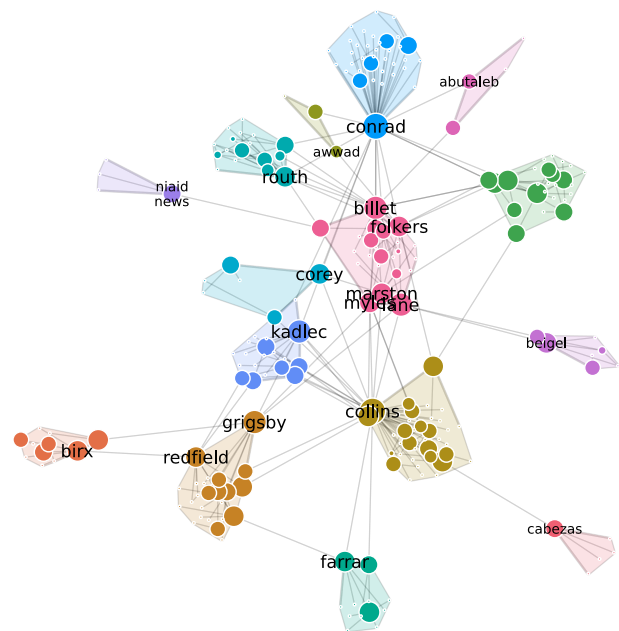 abutaleb
conrad
awwad
routh
niaid
news
billet
folkers
corey
marston
myles
lane
kadlec
beigel
collins
grigsby
birx
redfield
cabezas
farrar